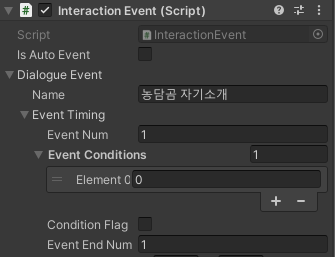 Interaction Event (Script)
Script InteractionEvent
Is Auto Event
Dialogue Event
Name 농담곰 자기소개
Event Timing
Event Num 1
Event Conditions 1
Element 0 0
Condition Flag
Event End Num 1